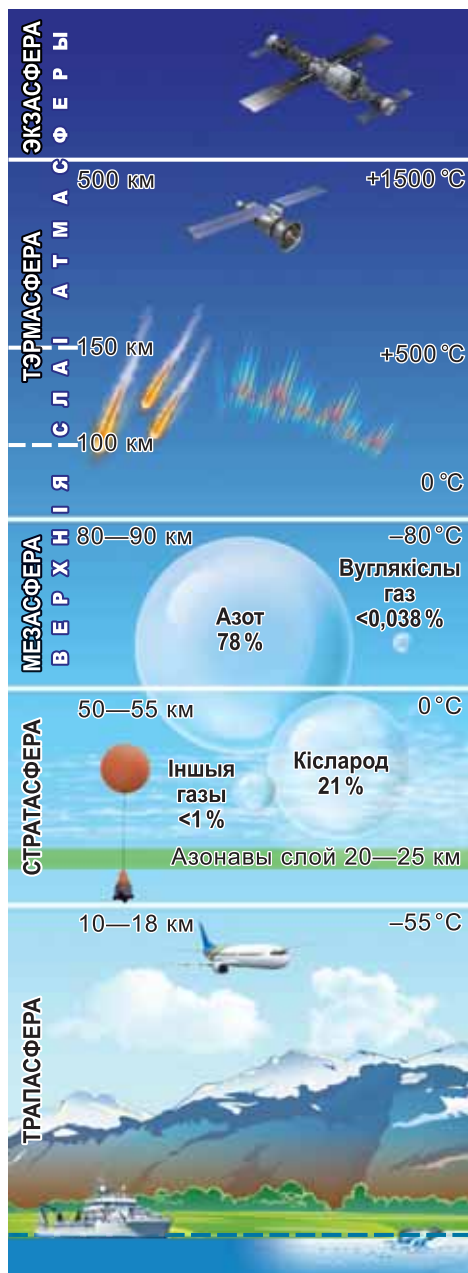 ЭКЗАСФЕРА
ВЕРХНІЯ СЛАІ АТМАСФЕРЫ
500 км
+1500 °C
ТЭРМАСФЕРА
150 км
+500 °C
100 км
0 °C
МЕЗАСФЕРА
80—90 км
–80 °C
Вуглякіслы
газ
<0,038 %
Азот
78 %
СТРАТАСФЕРА
50—55 км
0 °C
Іншыя
газы
<1 %
Кісларод
21 %
Азонавы слой 20—25 км
ТРАПАСФЕРА
10—18 км
–55 °C